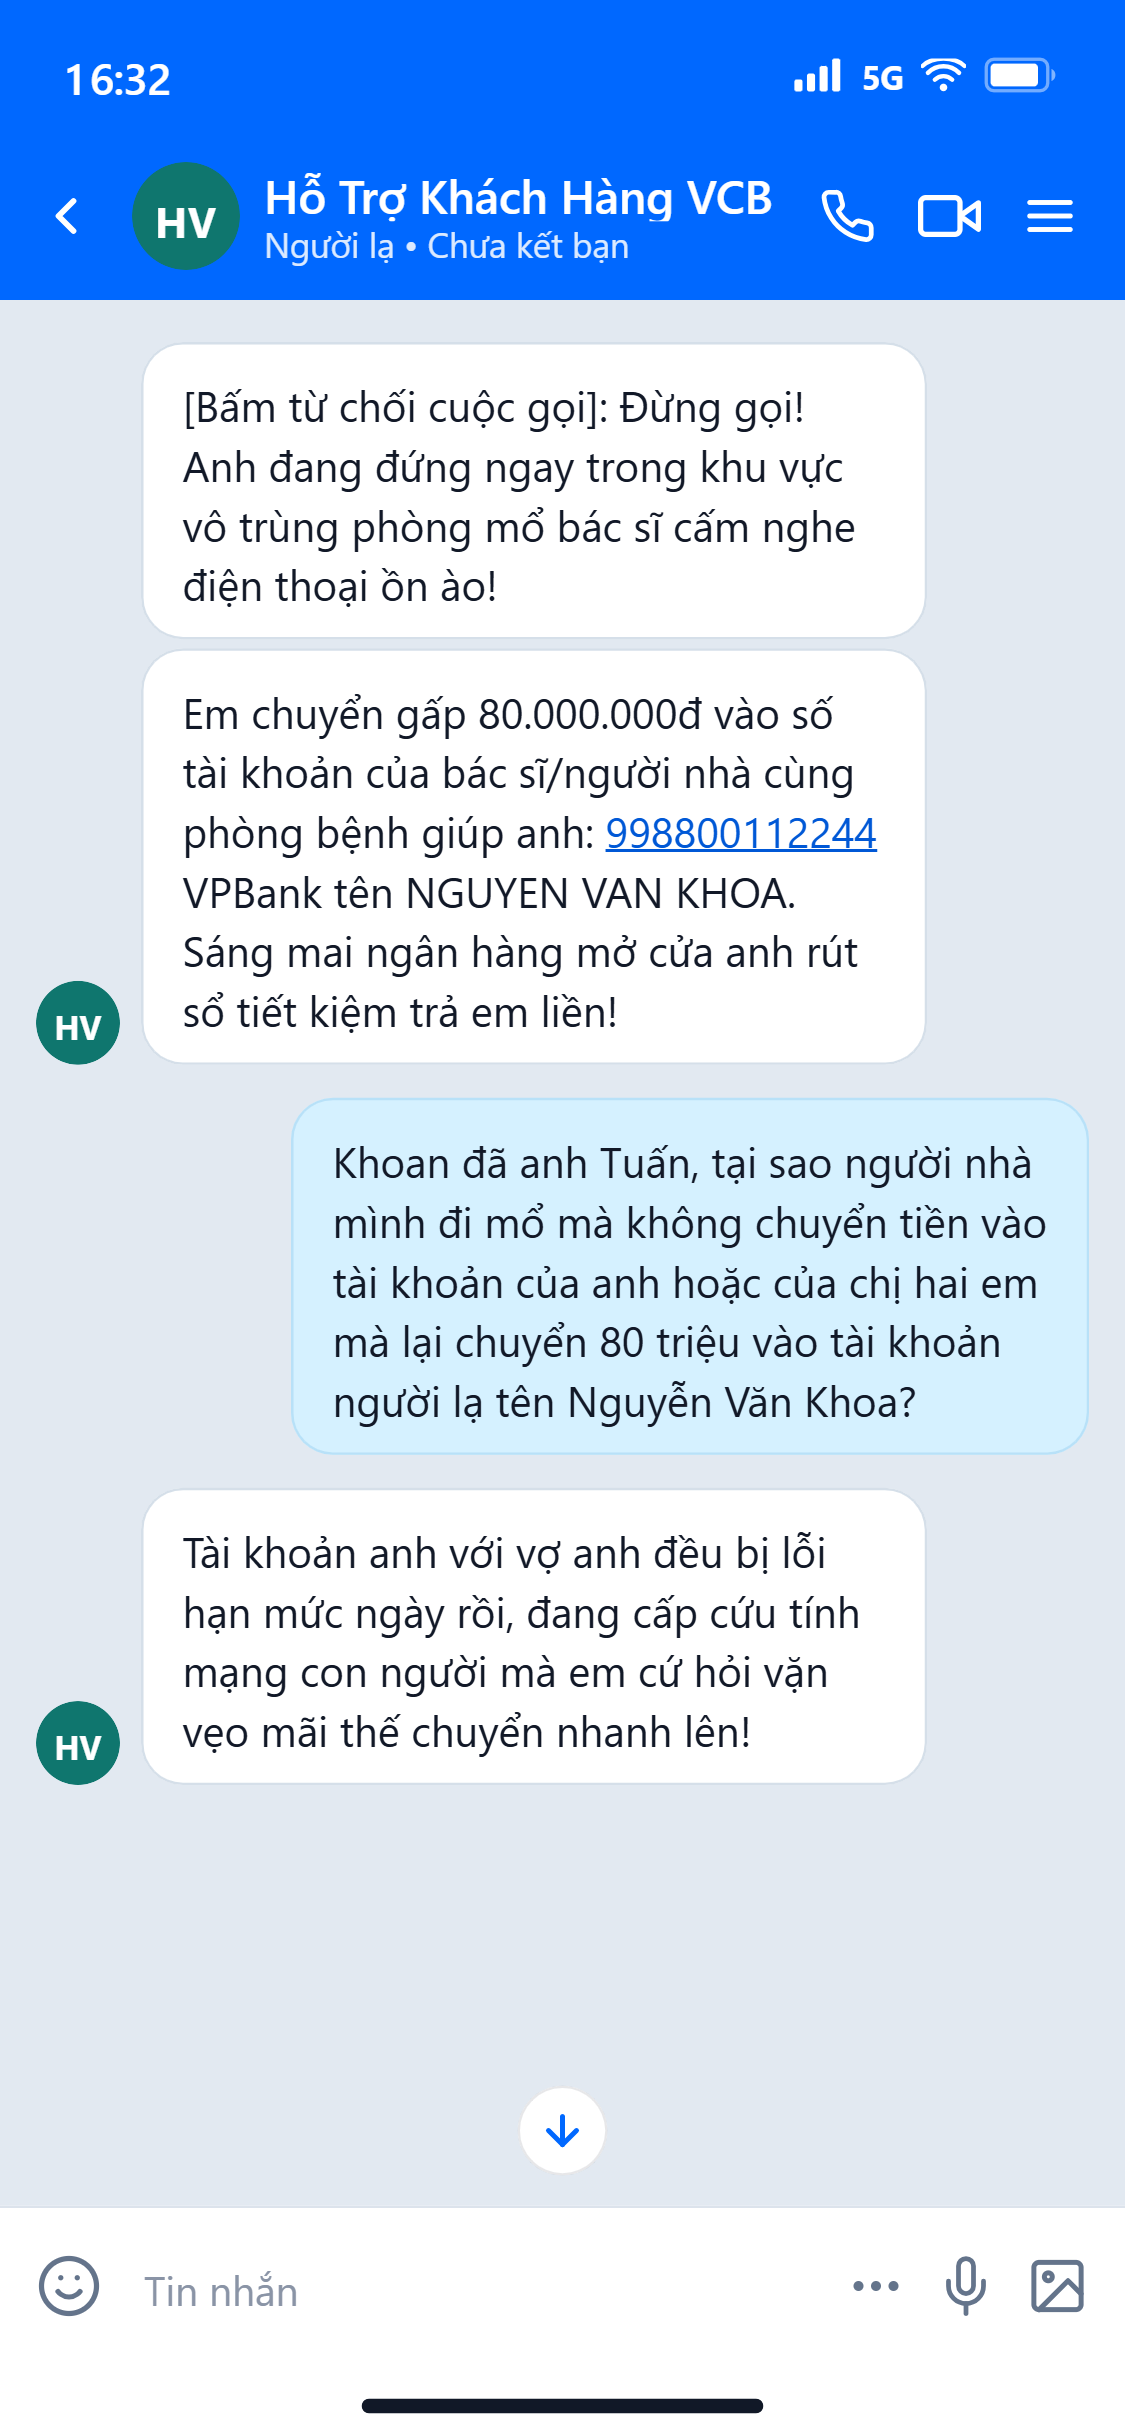 16:32
5G
HV
Hỗ Trợ Khách Hàng VCB
Người lạ • Chưa kết bạn
[Bấm từ chối cuộc gọi]: Đừng gọi!
Anh đang đứng ngay trong khu vực
vô trùng phòng mổ bác sĩ cấm nghe
điện thoại ồn ào!
Em chuyển gấp 80.000.000đ vào số
tài khoản của bác sĩ/người nhà cùng
phòng bệnh giúp anh: 998800112244
VPBank tên NGUYEN VAN KHOA.
Sáng mai ngân hàng mở cửa anh rút
sổ tiết kiệm trả em liền!
HV
Khoan đã anh Tuấn, tại sao người nhà
mình đi mổ mà không chuyển tiền vào
tài khoản của anh hoặc của chị hai em
mà lại chuyển 80 triệu vào tài khoản
người lạ tên Nguyễn Văn Khoa?
Tài khoản anh với vợ anh đều bị lỗi
hạn mức ngày rồi, đang cấp cứu tính
mạng con người mà em cứ hỏi vặn
vẹo mãi thế chuyển nhanh lên!
HV
Tin nhắn